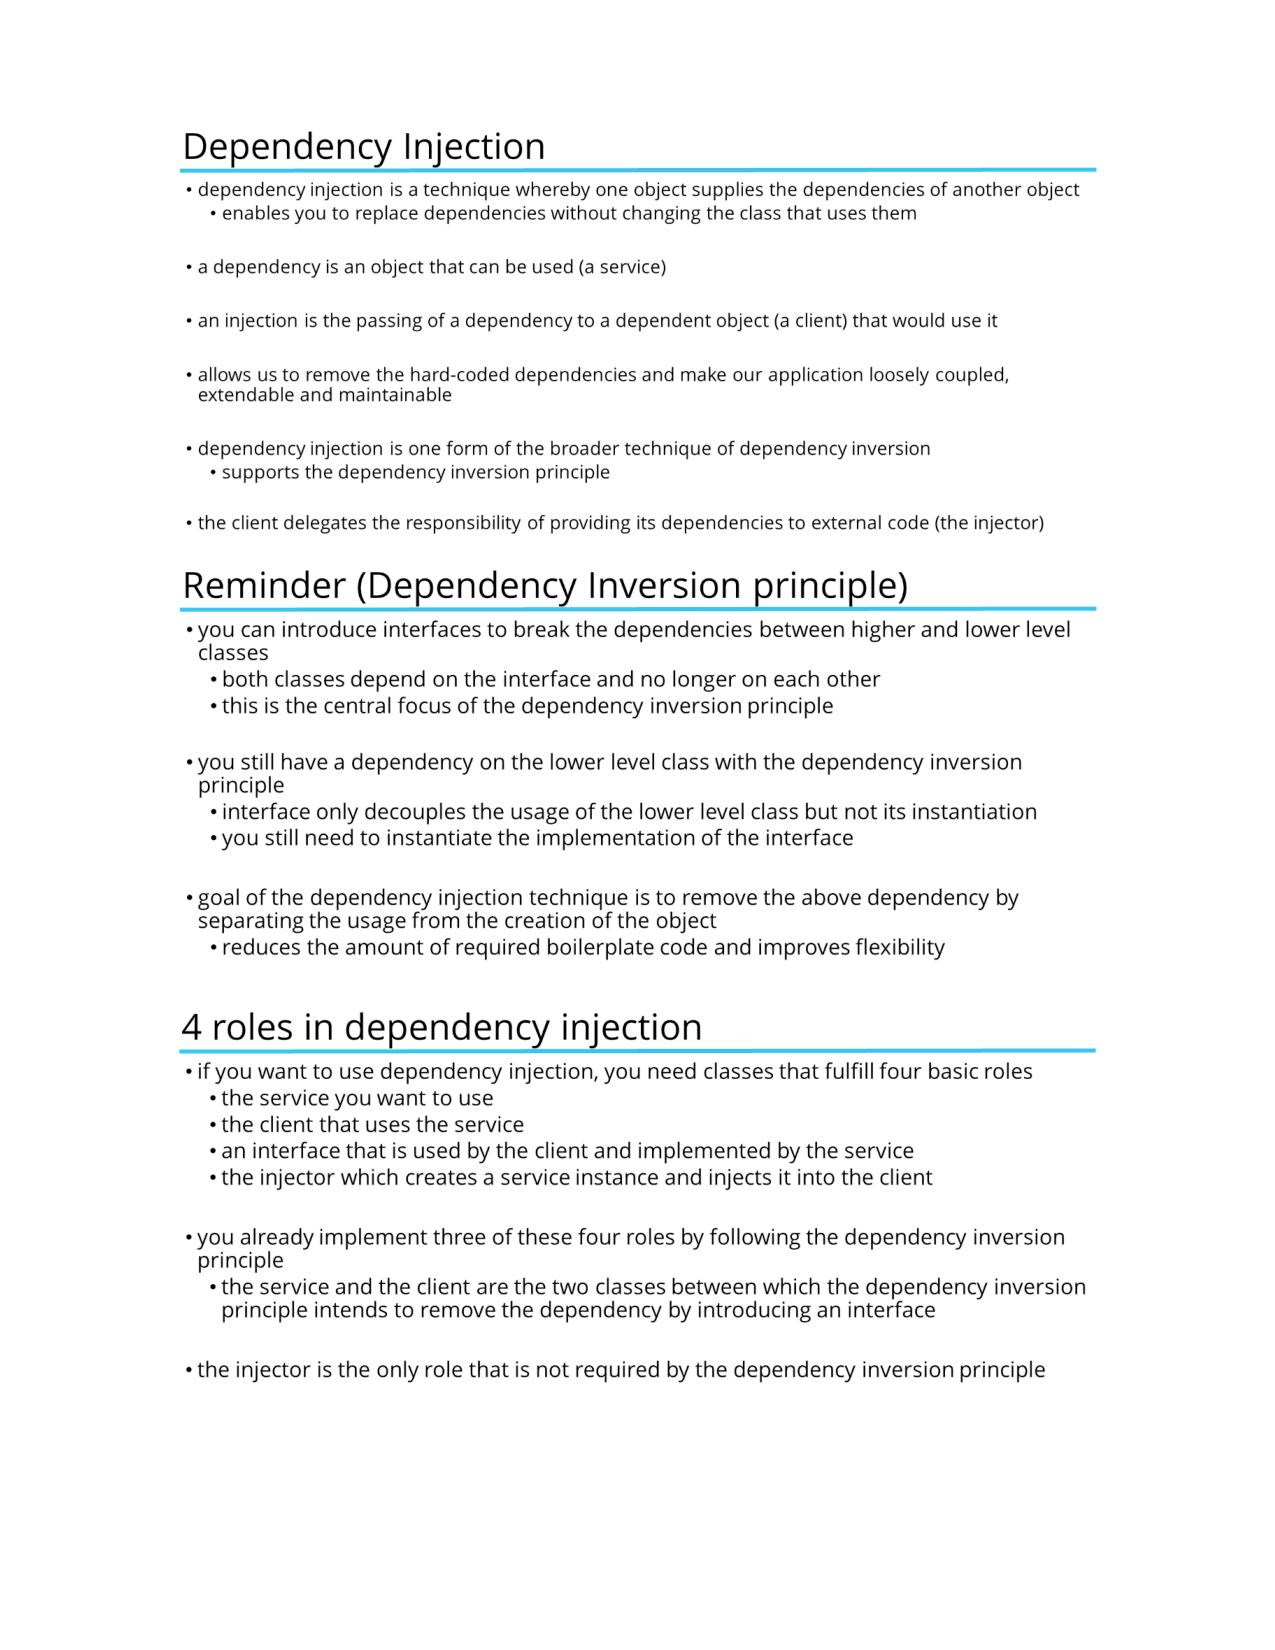 Dependency Injection
• dependency injection is a technique whereby one object supplies the dependencies of another object
• enables you to replace dependencies without changing the class that uses them
• a dependency is an object that can be used (a service)
• an injection is the passing of a dependency to a dependent object (a client) that would use it
• allows us to remove the hard-coded dependencies and make our application loosely coupled,
extendable and maintainable
• dependency injection is one form of the broader technique of dependency inversion
• supports the dependency inversion principle
• the client delegates the responsibility of providing its dependencies to external code (the injector)
Reminder (Dependency Inversion principle)
• you can introduce interfaces to break the dependencies between higher and lower level
classes
• both classes depend on the interface and no longer on each other
• this is the central focus of the dependency inversion principle
• you still have a dependency on the lower level class with the dependency inversion
principle
• interface only decouples the usage of the lower level class but not its instantiation
• you still need to instantiate the implementation of the interface
• goal of the dependency injection technique is to remove the above dependency by
separating the usage from the creation of the object
• reduces the amount of required boilerplate code and improves flexibility
4 roles in dependency injection
• if you want to use dependency injection, you need classes that fulfill four basic roles
• the service you want to use
• the client that uses the service
• an interface that is used by the client and implemented by the service
• the injector which creates a service instance and injects it into the client
• you already implement three of these four roles by following the dependency inversion
principle
• the service and the client are the two classes between which the dependency inversion
principle intends to remove the dependency by introducing an interface
• the injector is the only role that is not required by the dependency inversion principle